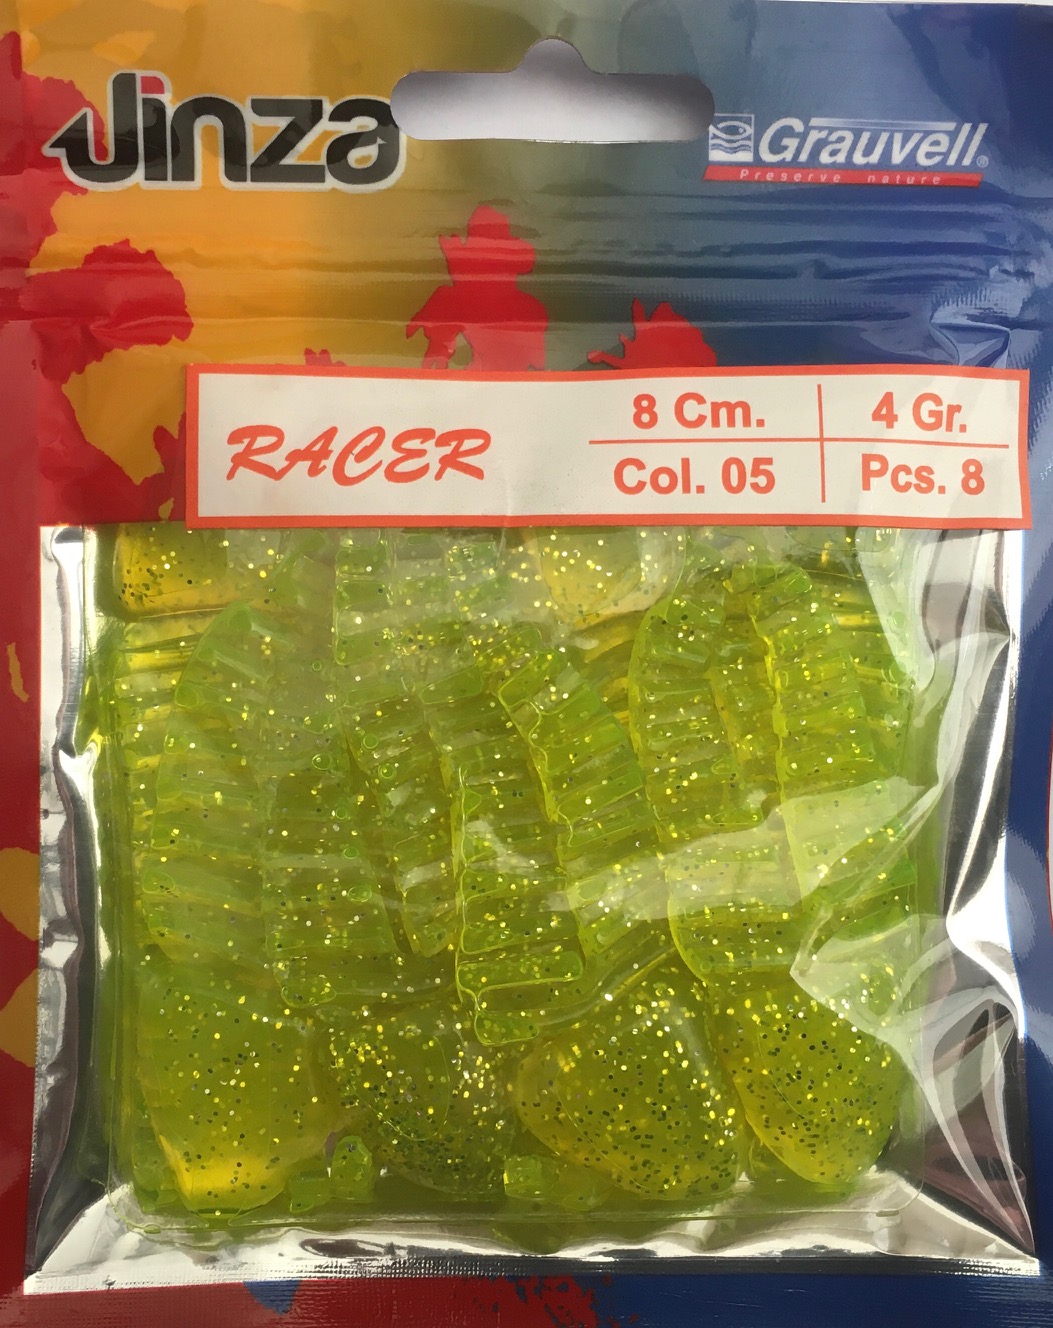 Jinza
Grauvell®
Preserve nature
RACER
8 Cm.
4 Gr.
Col. 05
Pcs. 8